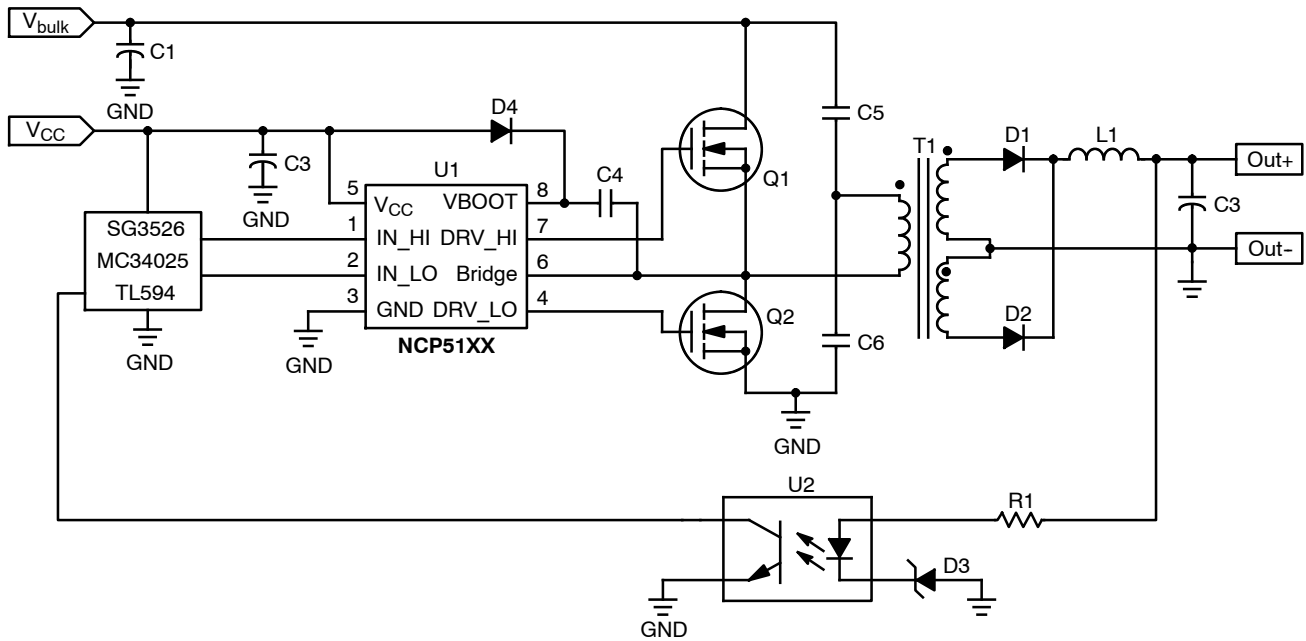 Vbulk
C1
GND
VCC
D4
C3
GND
U1
C4
5
VCC
VBOOT
8
SG3526
MC34025
TL594
GND
1
IN_HI
DRV_HI
7
2
IN_LO
Bridge
6
3
GND
DRV_LO
4
GND
NCP51XX
Q1
Q2
C5
C6
GND
T1
D1
L1
Out+
C3
Out-
D2
U2
R1
D3
GND